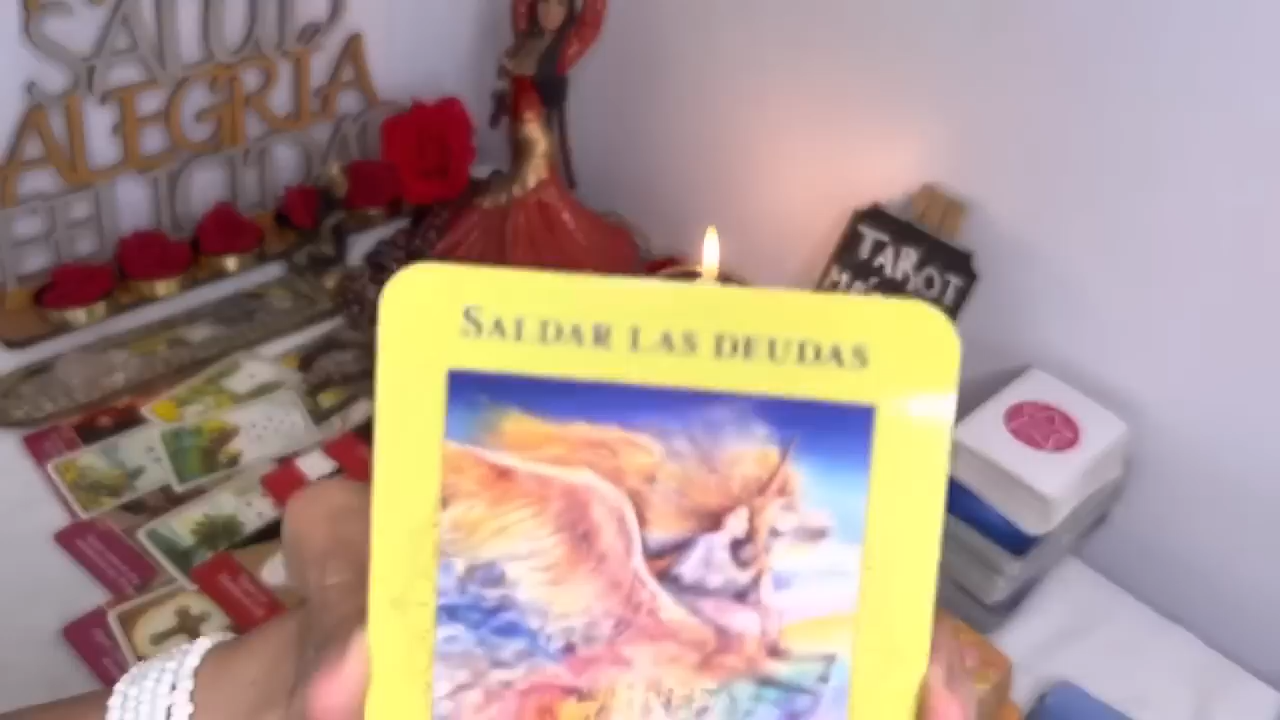 SALUD
ALEGRÍA
FELICIDAD
TAROT
SALDAR LAS DEUDAS